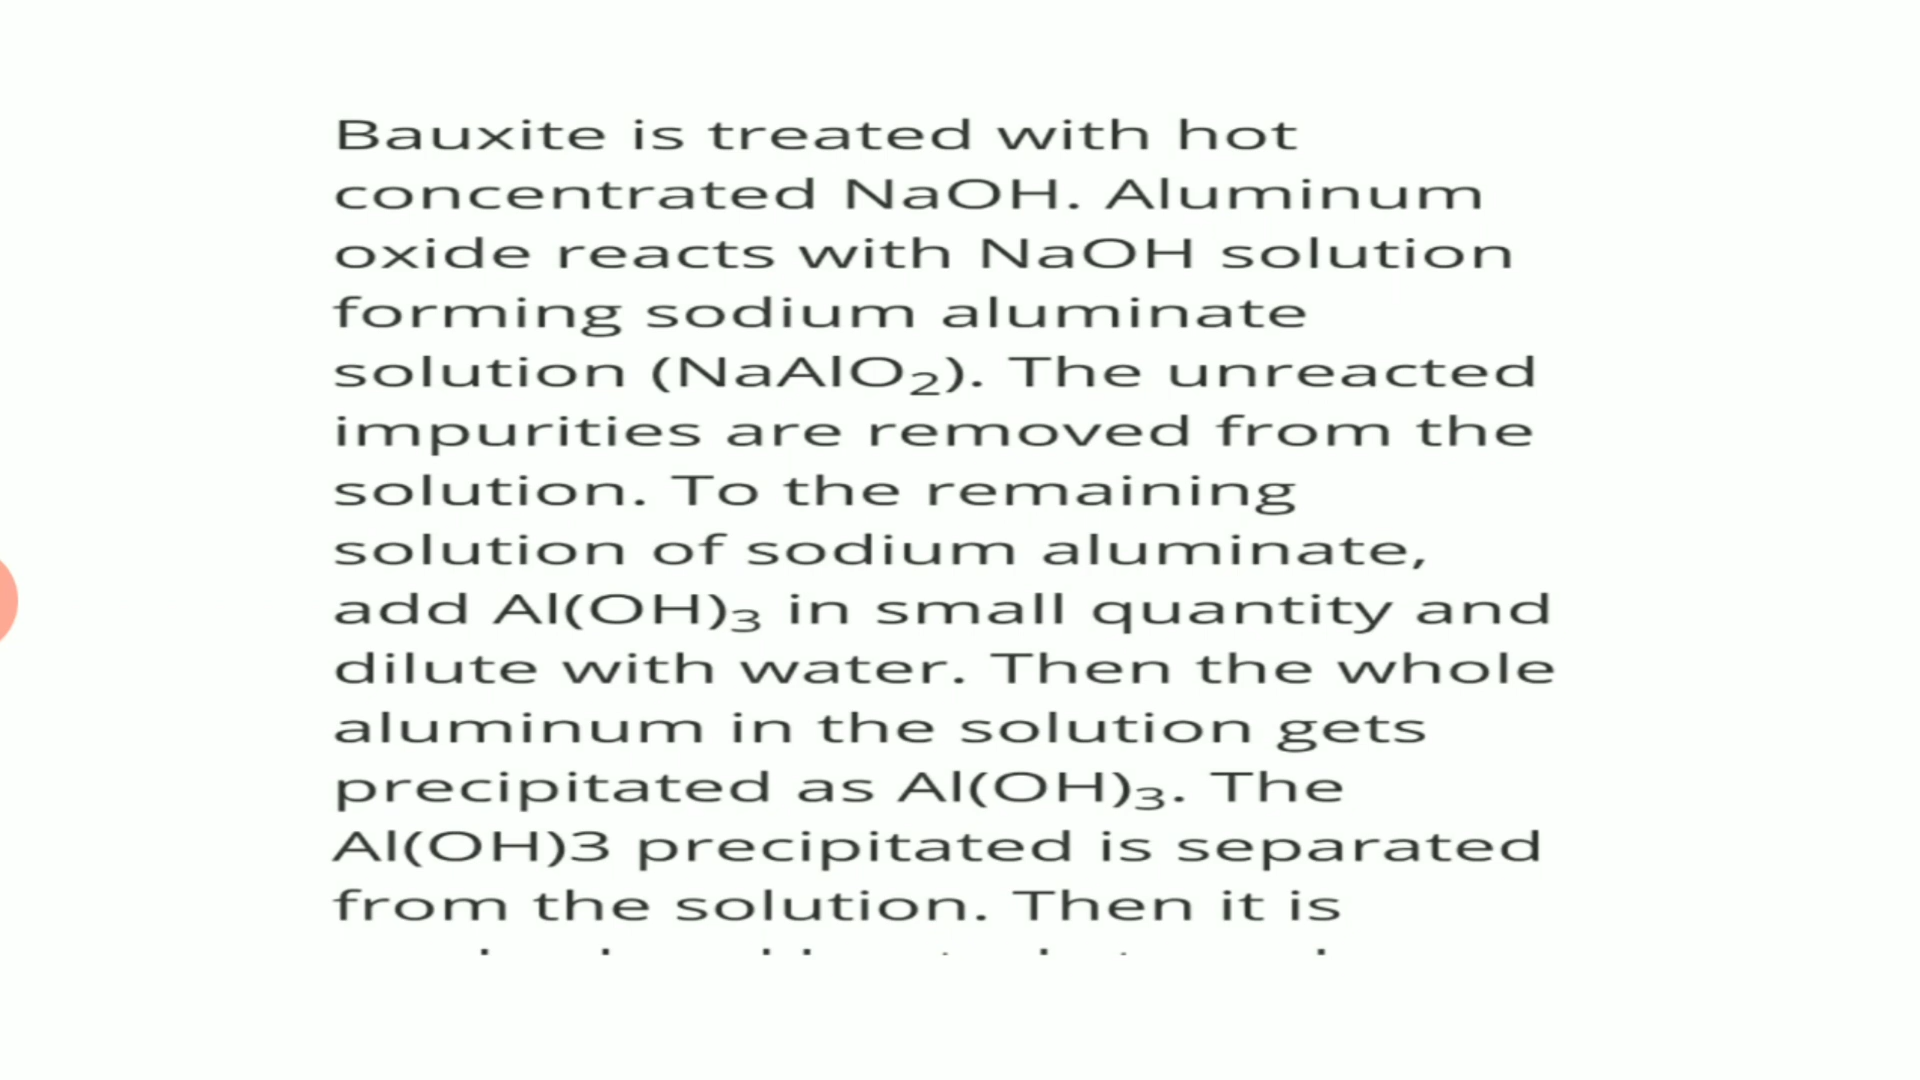 Bauxite is treated with hot
concentrated NaOH. Aluminum
oxide reacts with NaOH solution
forming sodium aluminate
solution (NaAlO₂). The unreacted
impurities are removed from the
solution. To the remaining
solution of sodium aluminate,
add Al(OH)₃ in small quantity and
dilute with water. Then the whole
aluminum in the solution gets
precipitated as Al(OH)₃. The
Al(OH)3 precipitated is separated
from the solution. Then it is